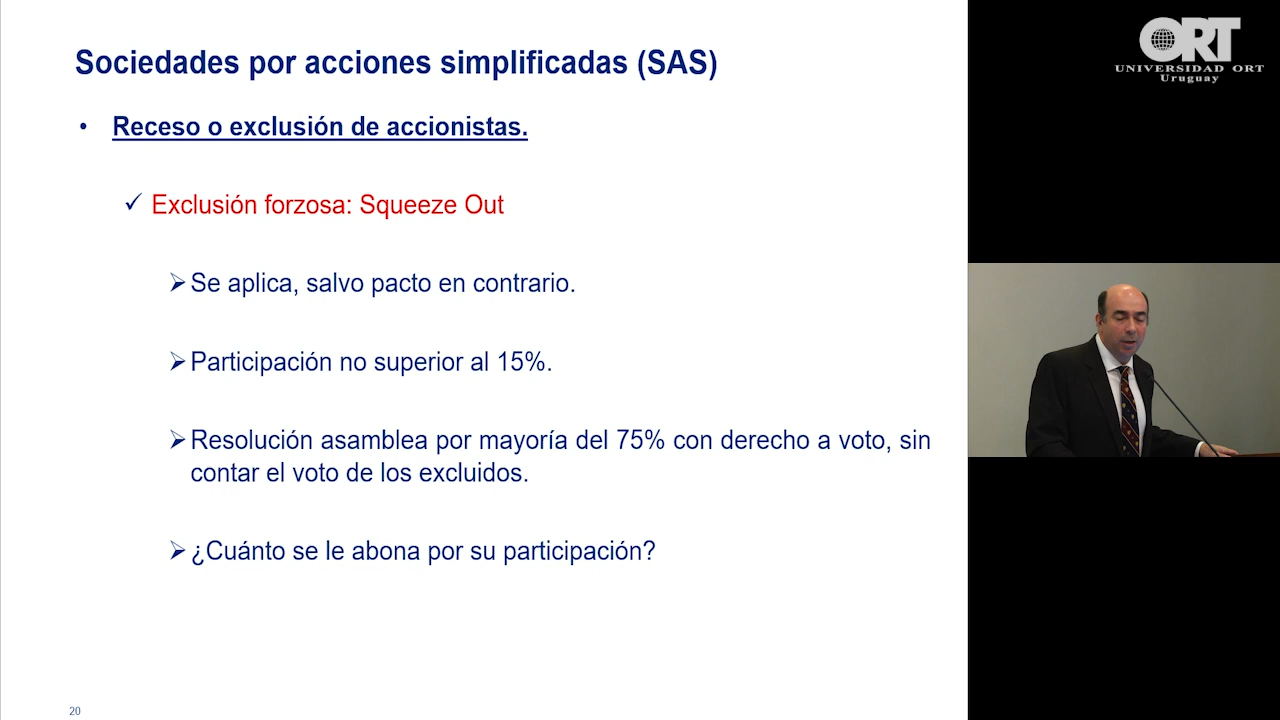 Sociedades por acciones simplificadas (SAS)
• Receso o exclusión de accionistas.
✓ Exclusión forzosa: Squeeze Out
➢ Se aplica, salvo pacto en contrario.
➢ Participación no superior al 15%.
➢ Resolución asamblea por mayoría del 75% con derecho a voto, sin
contar el voto de los excluidos.
➢ ¿Cuánto se le abona por su participación?
20
ORT
UNIVERSIDAD ORT
Uruguay